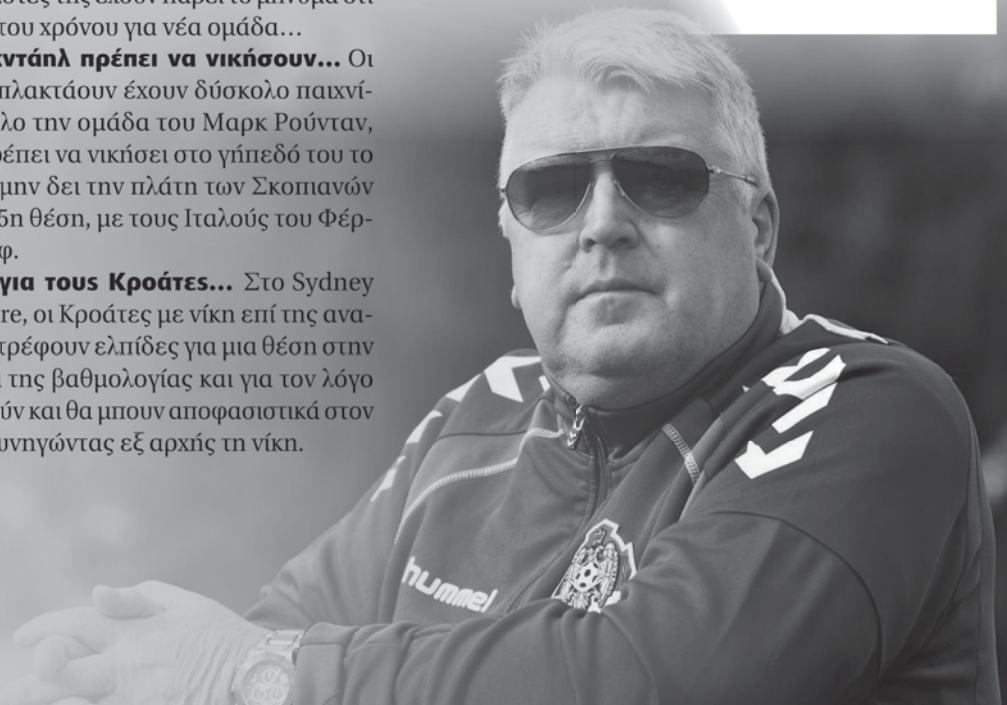 του χρόνου για νέα ομάδα…
ντάηλ πρέπει να νικήσουν… Οι
πλακτάουν έχουν δύσκολο παιχνί-
λο την ομάδα του Μαρκ Ρούνταν,
ρέπει να νικήσει στο γήπεδό του το
μην δει την πλάτη των Σκοπιανών
5η θέση, με τους Ιταλούς του Φέρ-
φ.
για τους Κροάτες… Στο Sydney
re, οι Κροάτες με νίκη επί της ανα-
τρέφουν ελπίδες για μια θέση στην
της βαθμολογίας και για τον λόγο
ύν και θα μπουν αποφασιστικά στον
υνηγώντας εξ αρχής τη νίκη.
hummel